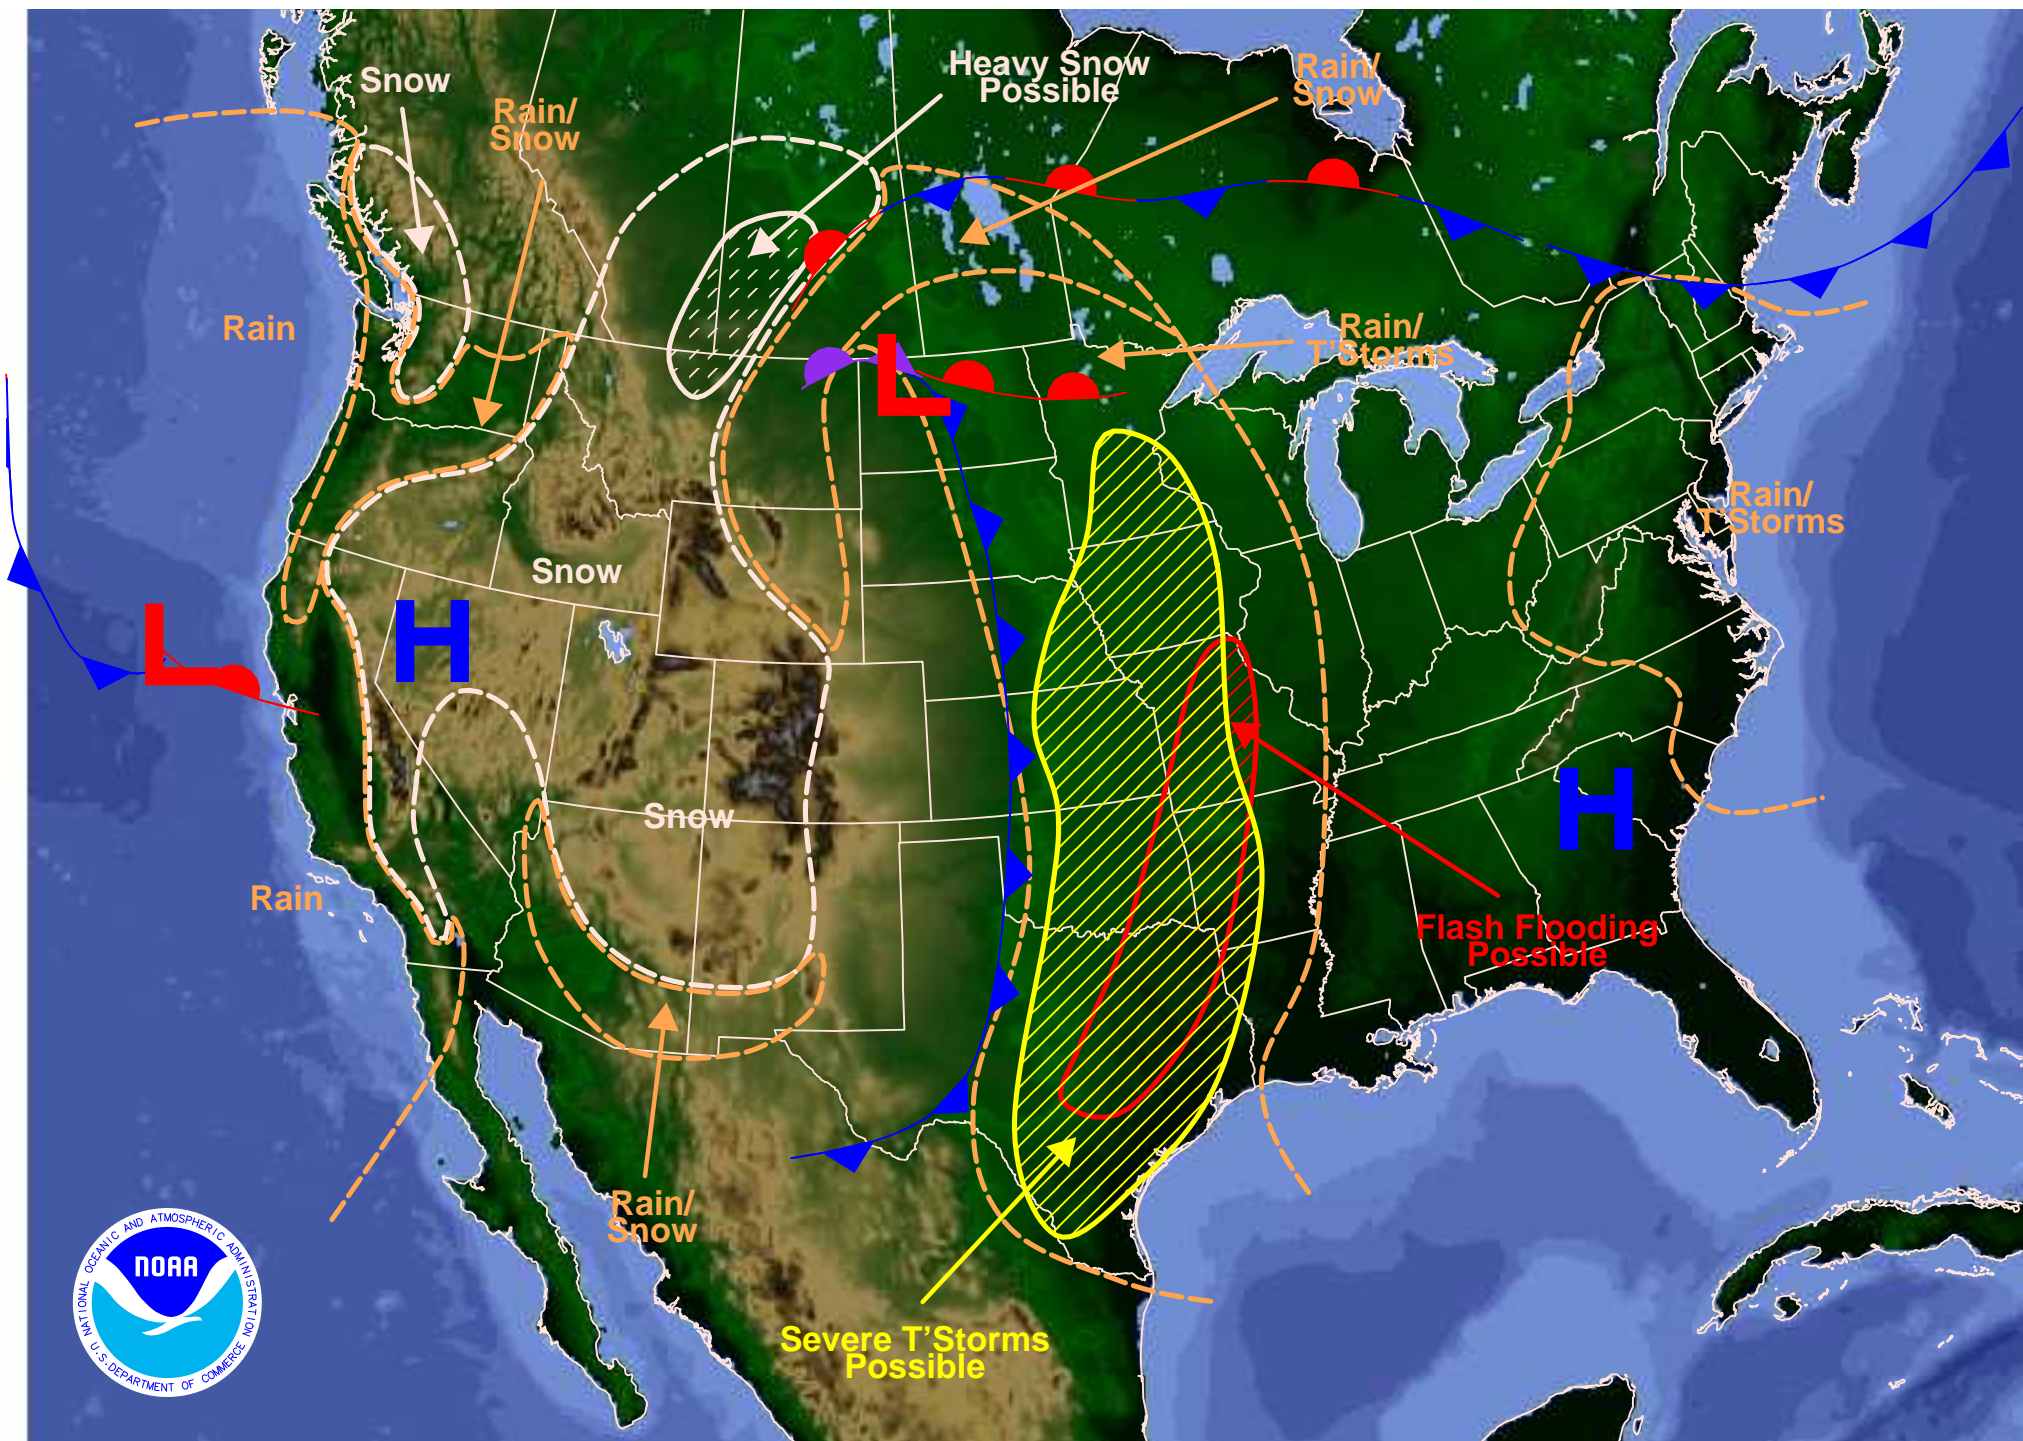 Heavy Snow
Possible
Rain/
Snow
Snow
Rain/
Snow
Rain
Rain/
T'Storms
Rain/
T'Storms
Snow
L
H
L
H
Snow
Rain
Flash Flooding
Possible
Rain/
Snow
Severe T'Storms
Possible
NATIONAL OCEANIC AND ATMOSPHERIC ADMINISTRATION
NOAA
U.S. DEPARTMENT OF COMMERCE